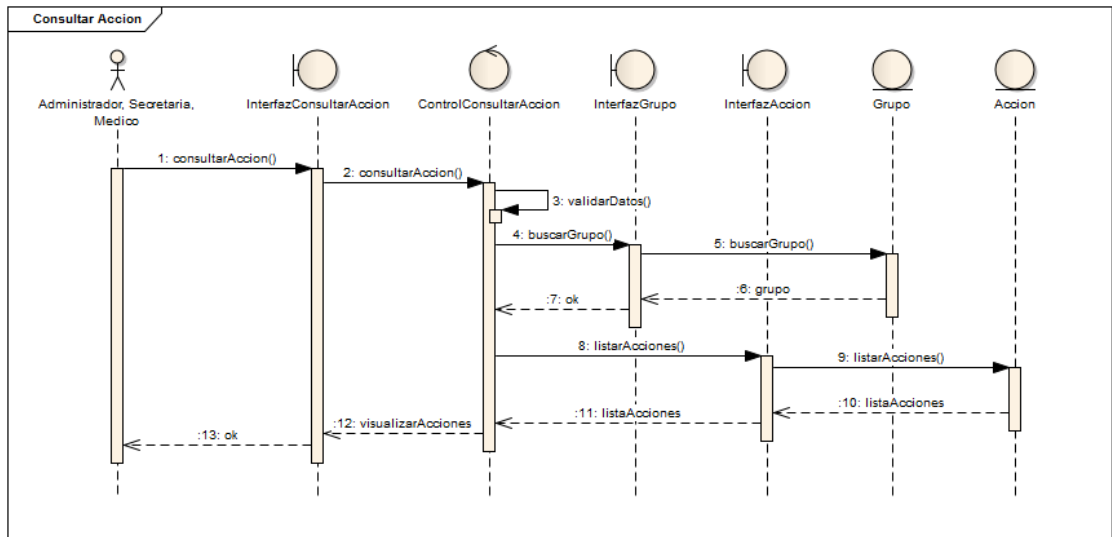 Consultar Accion
Administrador, Secretaria,
Medico
InterfazConsultarAccion
ControlConsultarAccion
InterfazGrupo
InterfazAccion
Grupo
Accion
1: consultarAccion()
2: consultarAccion()
3: validarDatos()
4: buscarGrupo()
5: buscarGrupo()
:6: grupo
:7: ok
8: listarAcciones()
9: listarAcciones()
:10: listaAcciones
:11: listaAcciones
:12: visualizarAcciones
:13: ok